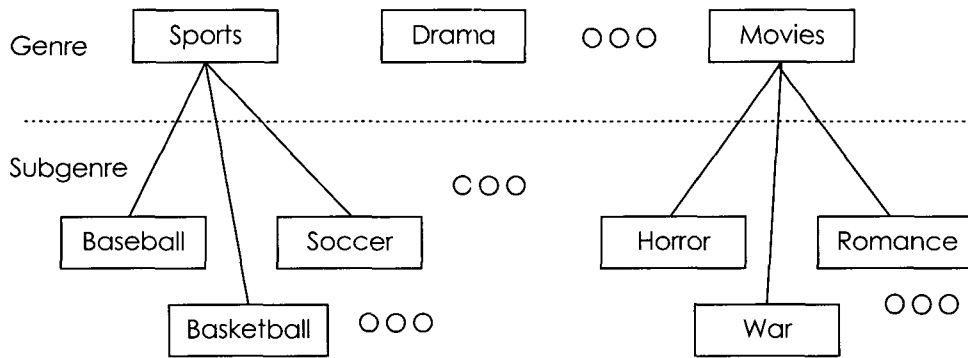 Genre
Sports
Drama
Movies
Subgenre
Baseball
Soccer
Horror
Romance
Basketball
War